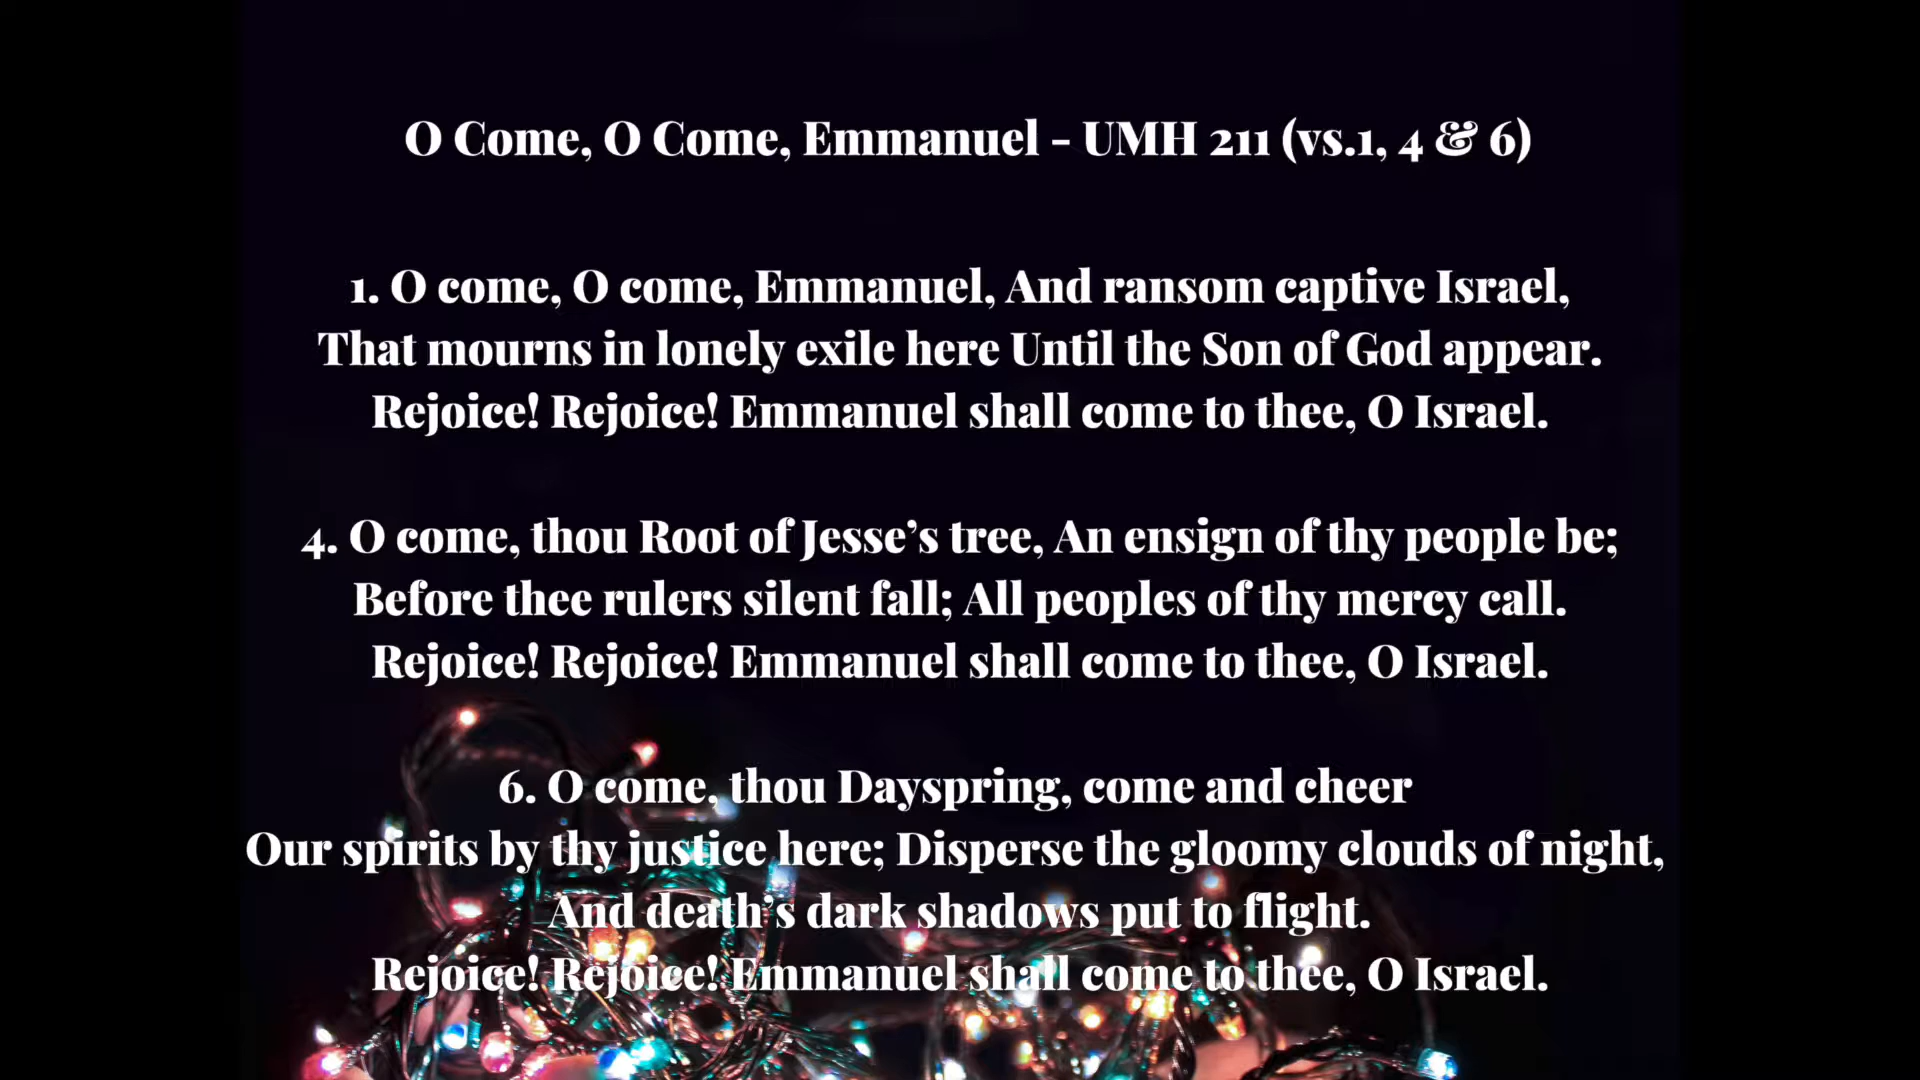 O Come, O Come, Emmanuel - UMH 211 (vs.1, 4 & 6)
1. O come, O come, Emmanuel, And ransom captive Israel,
That mourns in lonely exile here Until the Son of God appear.
Rejoice! Rejoice! Emmanuel shall come to thee, O Israel.
4. O come, thou Root of Jesse’s tree, An ensign of thy people be;
Before thee rulers silent fall; All peoples of thy mercy call.
Rejoice! Rejoice! Emmanuel shall come to thee, O Israel.
6. O come, thou Dayspring, come and cheer
Our spirits by thy justice here; Disperse the gloomy clouds of night,
And death’s dark shadows put to flight.
Rejoice! Rejoice! Emmanuel shall come to thee, O Israel.